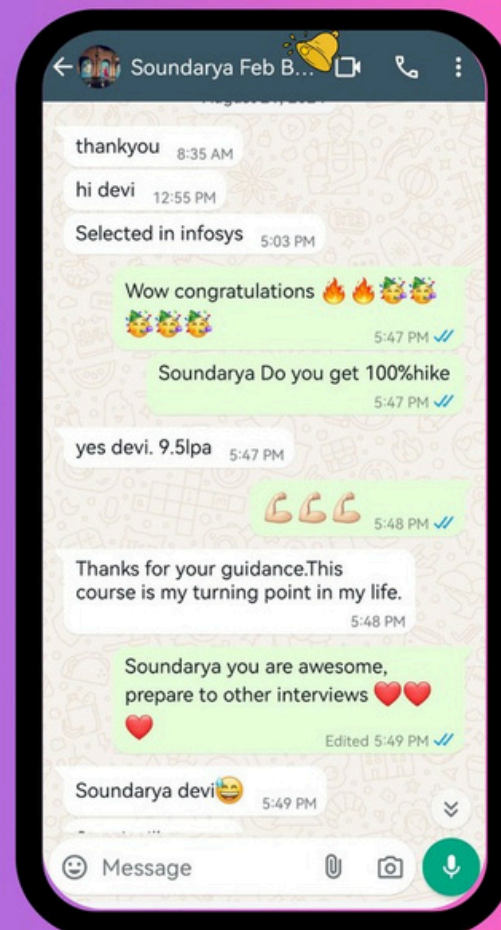 Soundarya Feb B...
thankyou 8:35 AM
hi devi 12:55 PM
Selected in infosys 5:03 PM
Wow congratulations 🔥🔥🥳🥳
🥳🥳🥳
5:47 PM
Soundarya Do you get 100%hike
5:47 PM
yes devi. 9.5lpa 5:47 PM
💪🏻💪🏻💪🏻 5:48 PM
Thanks for your guidance.This
course is my turning point in my life.
5:48 PM
Soundarya you are awesome,
prepare to other interviews ❤️❤️
❤️
Edited 5:49 PM
Soundarya devi😅 5:49 PM
Message